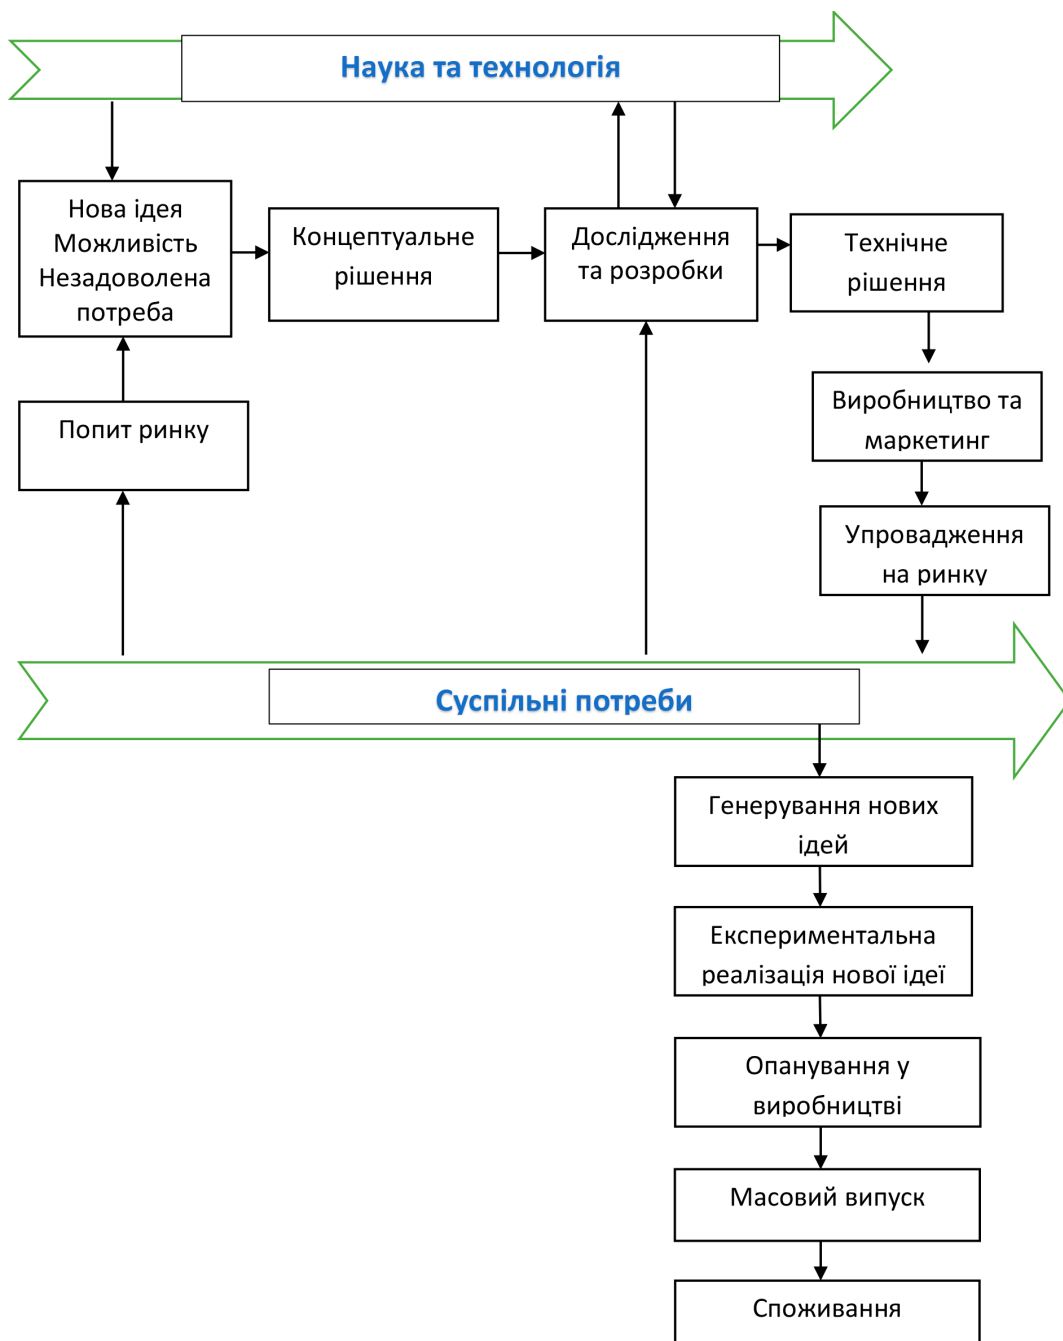 Наука та технологія
Нова ідея
Можливість
Незадоволена
потреба
Концептуальне
рішення
Дослідження
та розробки
Технічне
рішення
Попит ринку
Виробництво та
маркетинг
Упровадження
на ринку
Суспільні потреби
Генерування нових
ідей
Експериментальна
реалізація нової ідеї
Опанування у
виробництві
Масовий випуск
Споживання